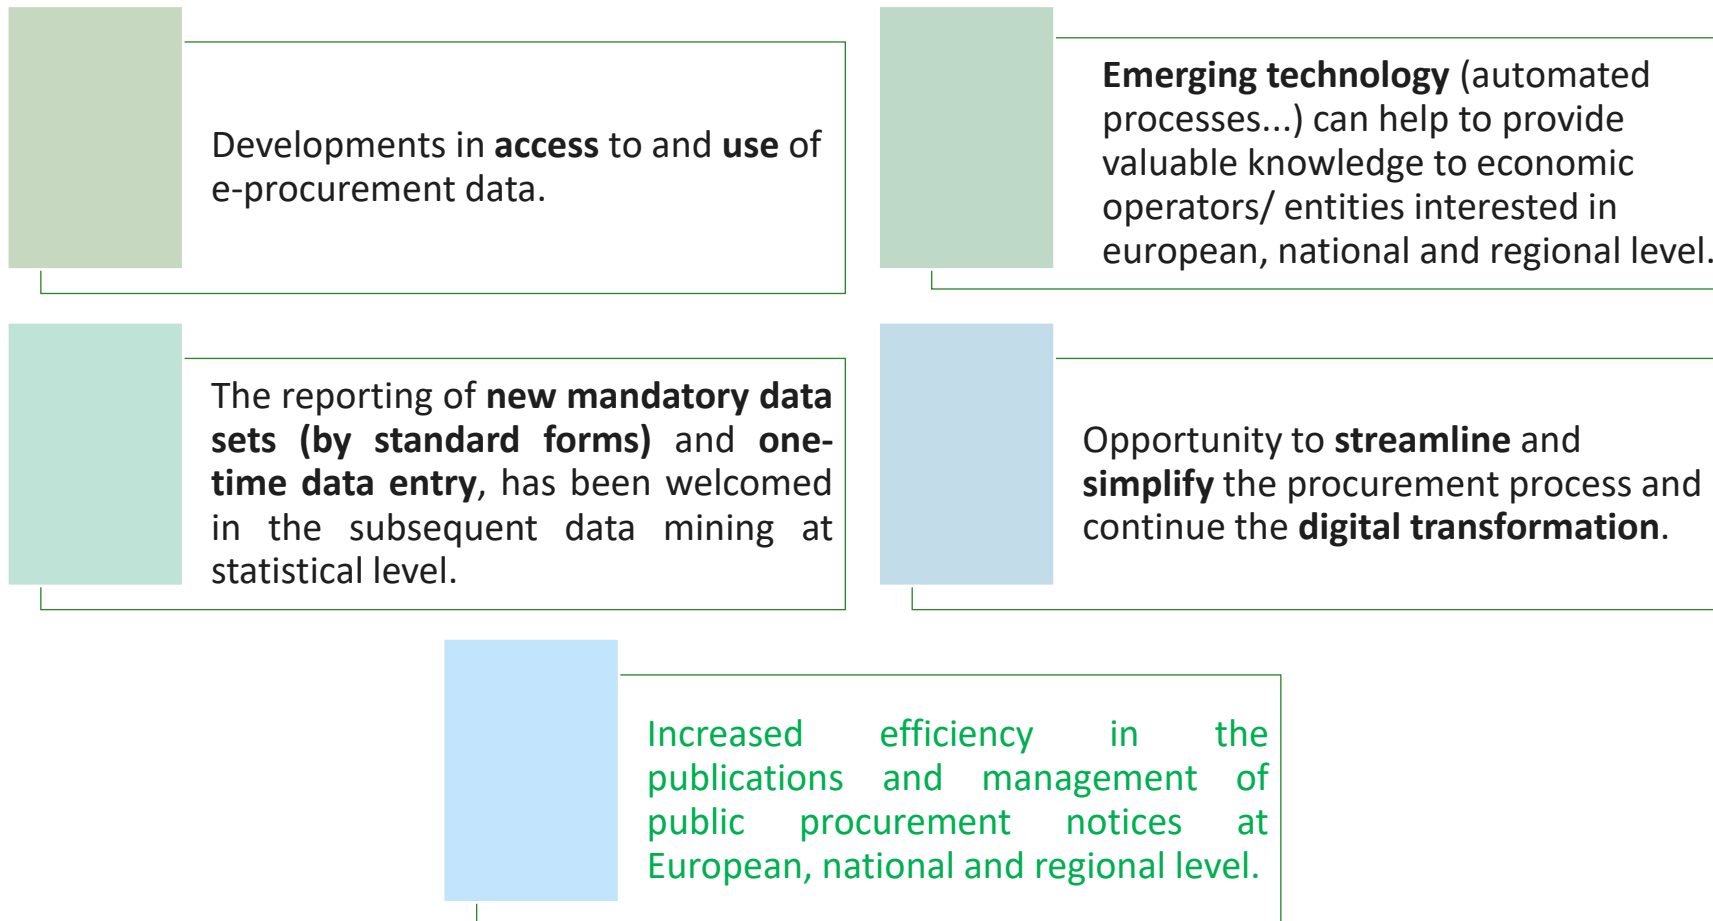 Developments in access to and use of
e-procurement data.
Emerging technology (automated
processes...) can help to provide
valuable knowledge to economic
operators/ entities interested in
european, national and regional level.
The reporting of new mandatory data
sets (by standard forms) and one-
time data entry, has been welcomed
in the subsequent data mining at
statistical level.
Opportunity to streamline and
simplify the procurement process and
continue the digital transformation.
Increased efficiency in the
publications and management of
public procurement notices at
European, national and regional level.